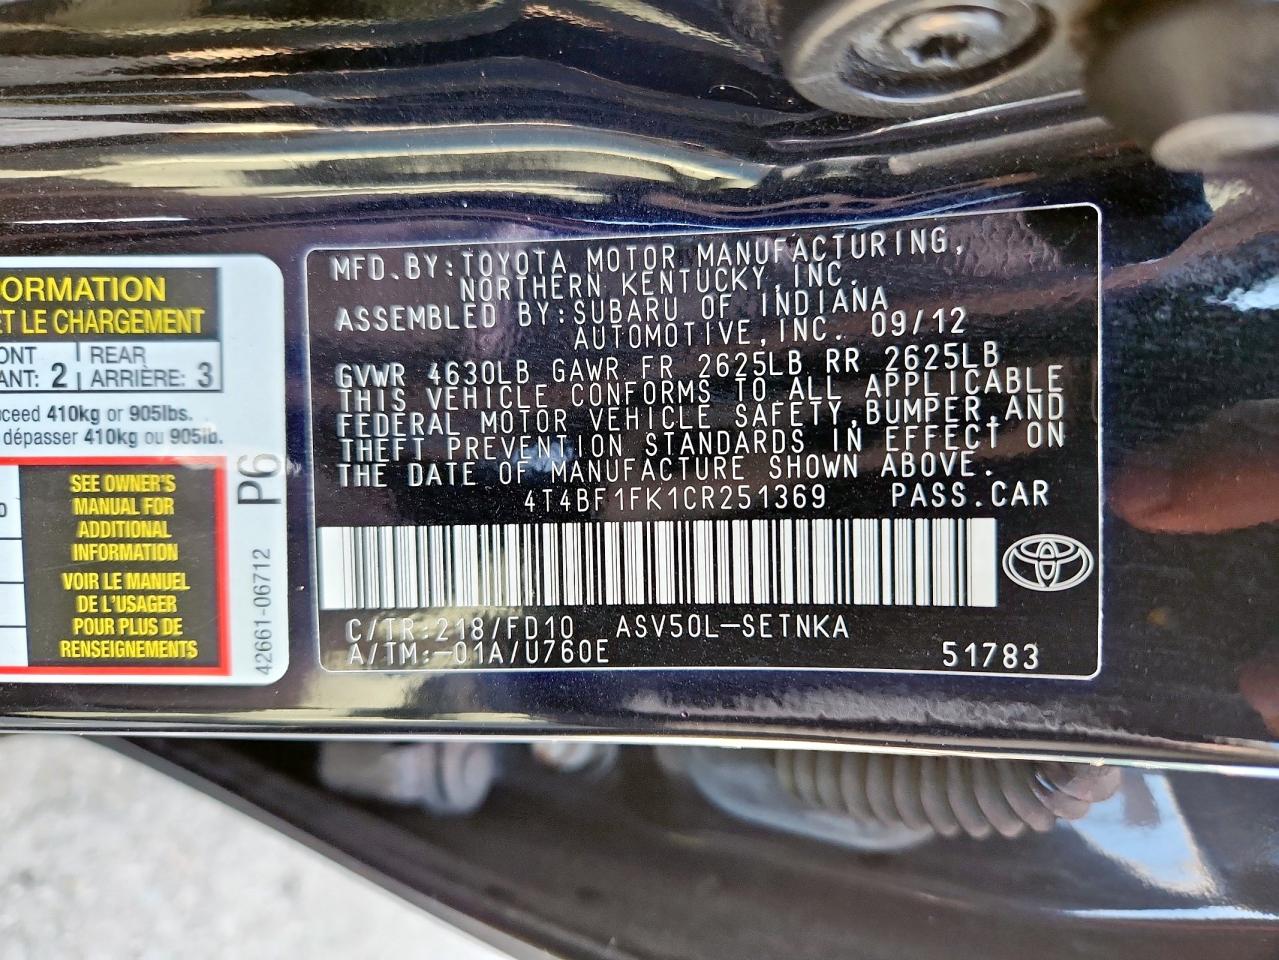 ORMATION
ET LE CHARGEMENT
ONT | REAR
ANT: 2 | ARRIÈRE: 3
ceed 410kg or 905lbs.
dépasser 410kg ou 905lb.
SEE OWNER'S
MANUAL FOR
ADDITIONAL
INFORMATION
VOIR LE MANUEL
DE L'USAGER
POUR PLUS DE
RENSEIGNEMENTS
P6
42661-06712
MFD.BY:TOYOTA MOTOR MANUFACTURING,
NORTHERN KENTUCKY, INC.
ASSEMBLED BY:SUBARU OF INDIANA
AUTOMOTIVE,INC. 09/12
GVWR 4630LB GAWR FR 2625LB RR 2625LB
THIS VEHICLE CONFORMS TO ALL APPLICABLE
FEDERAL MOTOR VEHICLE SAFETY,BUMPER,AND
THEFT PREVENTION STANDARDS IN EFFECT ON
THE DATE OF MANUFACTURE SHOWN ABOVE.
4T4BF1FK1CR251369 PASS.CAR
C/TR:218/FD10 ASV50L-SETNKA
A/TM:-01A/U760E 51783